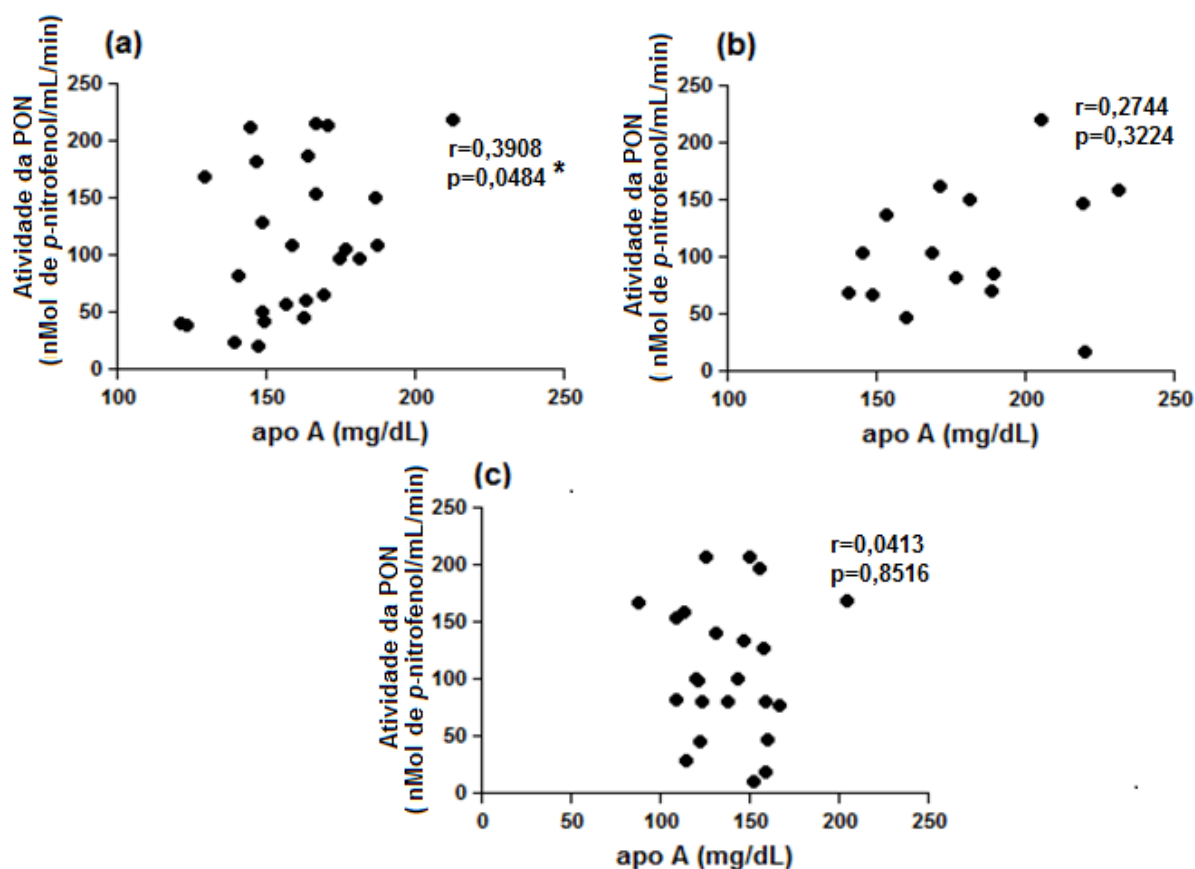 (a)
Atividade da PON
( nMol de p-nitrofenol/mL/min)
250
200
150
100
50
0
r=0,3908
p=0,0484 *
100
150
200
250
apo A (mg/dL)
(b)
Atividade da PON
( nMol de p-nitrofenol/mL/min)
250
200
150
100
50
0
r=0,2744
p=0,3224
100
150
200
250
apo A (mg/dL)
(c)
Atividade da PON
( nMol de p-nitrofenol/mL/min)
250
200
150
100
50
0
r=0,0413
p=0,8516
0
50
100
150
200
250
apo A (mg/dL)